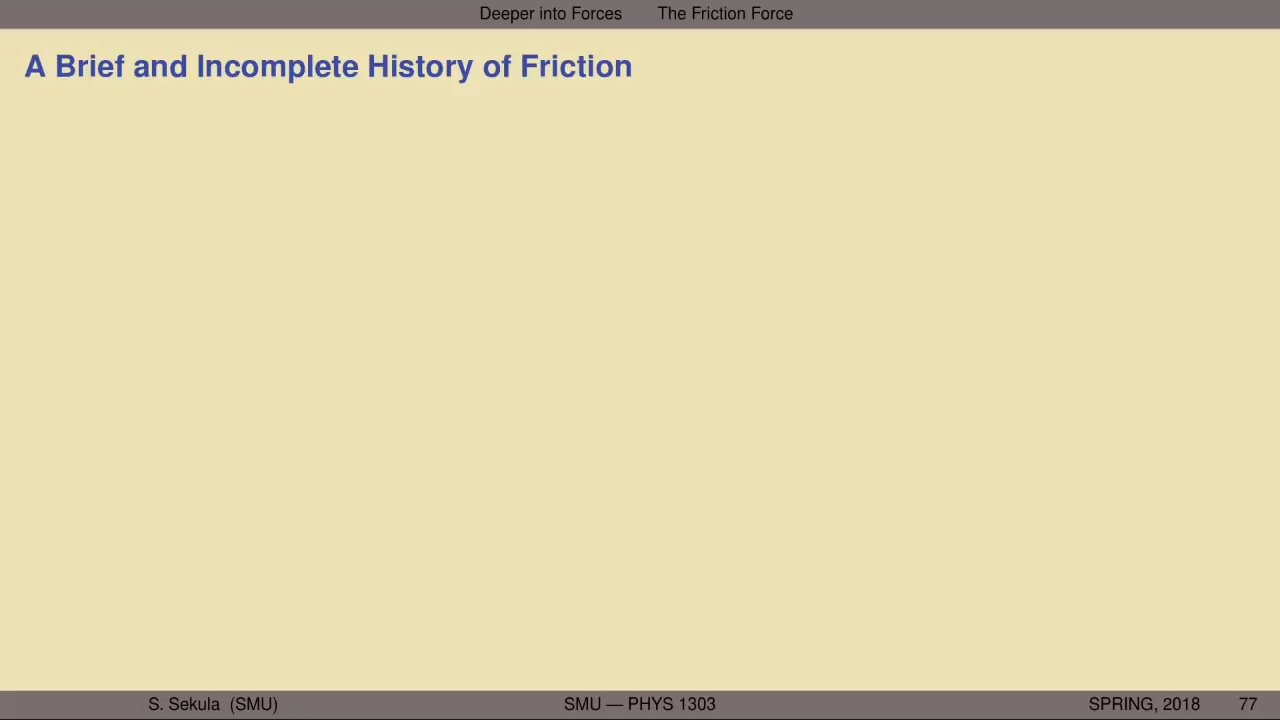 Deeper into Forces The Friction Force
A Brief and Incomplete History of Friction
S. Sekula (SMU) SMU — PHYS 1303 SPRING, 2018 77